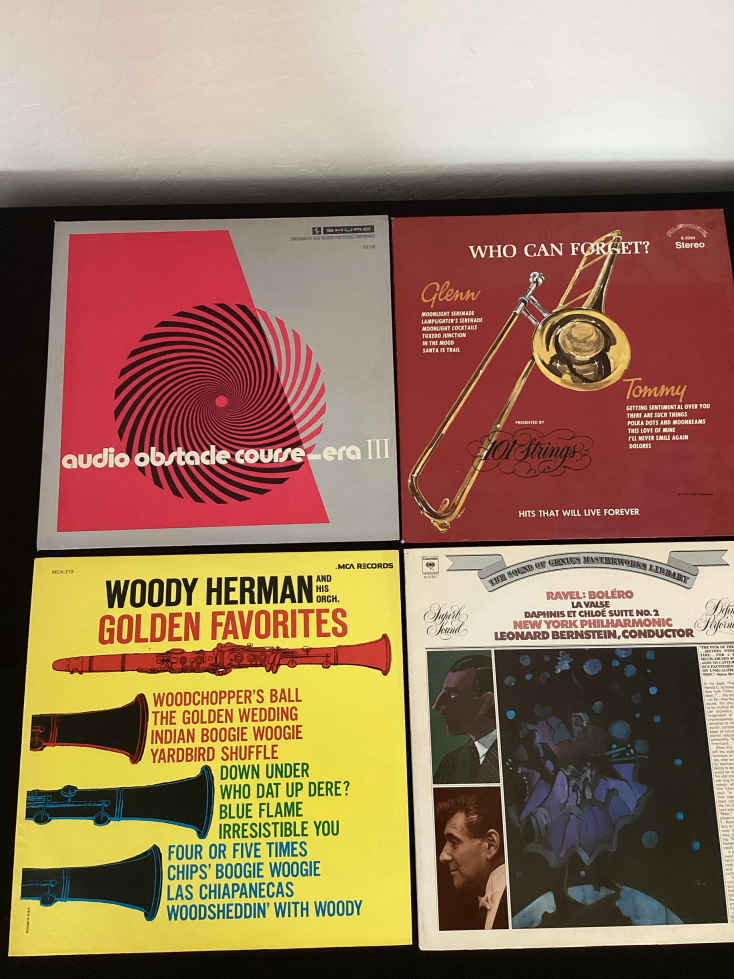 SHURE
audio obstacle course–era III
WHO CAN FORGET?
Stereo
Glenn
MOONLIGHT SERENADE
LAMPLIGHTER'S SERENADE
MOONLIGHT COCKTAILS
TUXEDO JUNCTION
IN THE MOOD
SANTA FE TRAIL
Tommy
GETTING SENTIMENTAL OVER YOU
THERE ARE SUCH THINGS
POLKA DOTS AND MOONBEAMS
THIS LOVE OF MINE
I'LL NEVER SMILE AGAIN
DOLORES
PRESENTED BY
101 Strings
HITS THAT WILL LIVE FOREVER
MCA RECORDS
WOODY HERMAN AND HIS ORCH.
GOLDEN FAVORITES
WOODCHOPPER'S BALL
THE GOLDEN WEDDING
INDIAN BOOGIE WOOGIE
YARDBIRD SHUFFLE
DOWN UNDER
WHO DAT UP DERE?
BLUE FLAME
IRRESISTIBLE YOU
FOUR OR FIVE TIMES
CHIPS' BOOGIE WOOGIE
LAS CHIAPANECAS
WOODSHEDDIN' WITH WOODY
Columbia
THE SOUND OF GENIUS MASTERWORKS LIBRARY
RAVEL: BOLÉRO
LA VALSE
DAPHNIS ET CHLOÉ SUITE NO. 2
NEW YORK PHILHARMONIC
LEONARD BERNSTEIN, CONDUCTOR
Superb
Sound